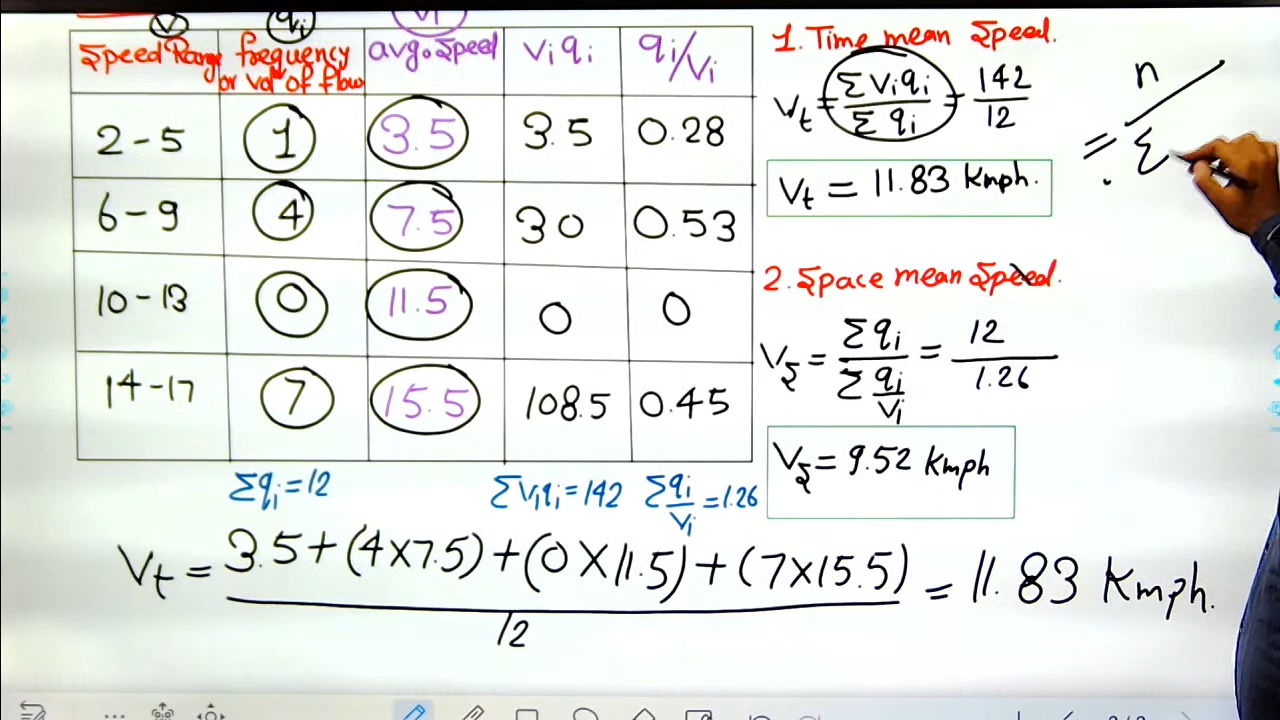 V qi Vi
Speed Range frequency or vol of flow avg. Speed Vi qi qi/Vi
2-5 1 3.5 3.5 0.28
6-9 4 7.5 30 0.53
10-13 0 11.5 0 0
14-17 7 15.5 108.5 0.45
Σqi=12 ΣViqi=142 Σqi/Vi=1.26
1. Time mean Speed.
Vt = ΣViqi/Σqi = 142/12
Vt = 11.83 Kmph.
= n/Σ
2. Space mean Speed.
Vs = Σqi/Σqi/Vi = 12/1.26
Vs = 9.52 Kmph
Vt = 3.5+(4×7.5)+(0×11.5)+(7×15.5)/12 = 11.83 Kmph.